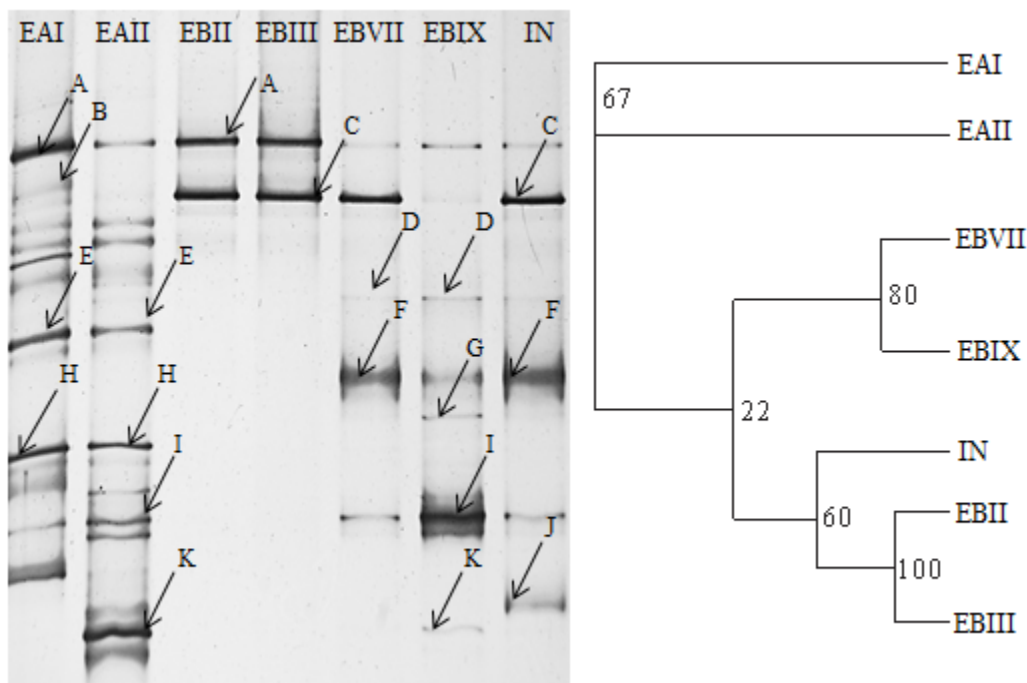 EAI EAII EBII EBIII EBVII EBIX IN
A A
B C C
D D
E E
F F
G
H H
I I
J
K K
EAI
67
EAII
EBVII
80
EBIX
22
IN
EBII
60
100
EBIII